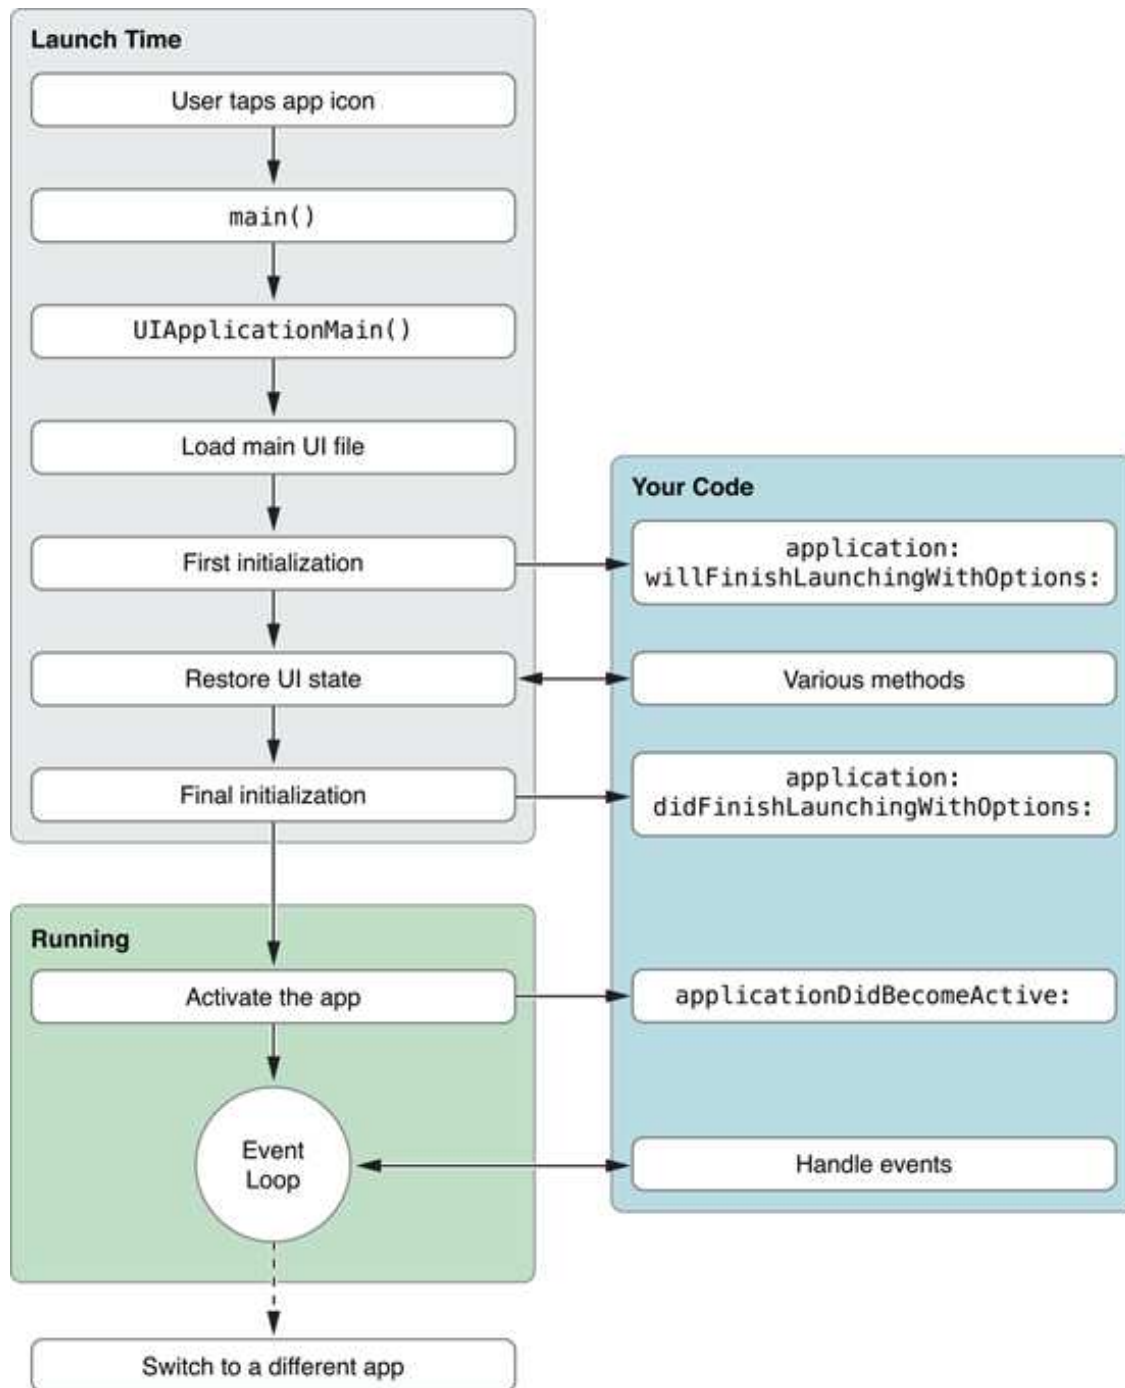 Launch Time
User taps app icon
main()
UIApplicationMain()
Load main UI file
First initialization
Restore UI state
Final initialization
Your Code
application:
willFinishLaunchingWithOptions:
Various methods
application:
didFinishLaunchingWithOptions:
applicationDidBecomeActive:
Handle events
Running
Activate the app
Event
Loop
Switch to a different app